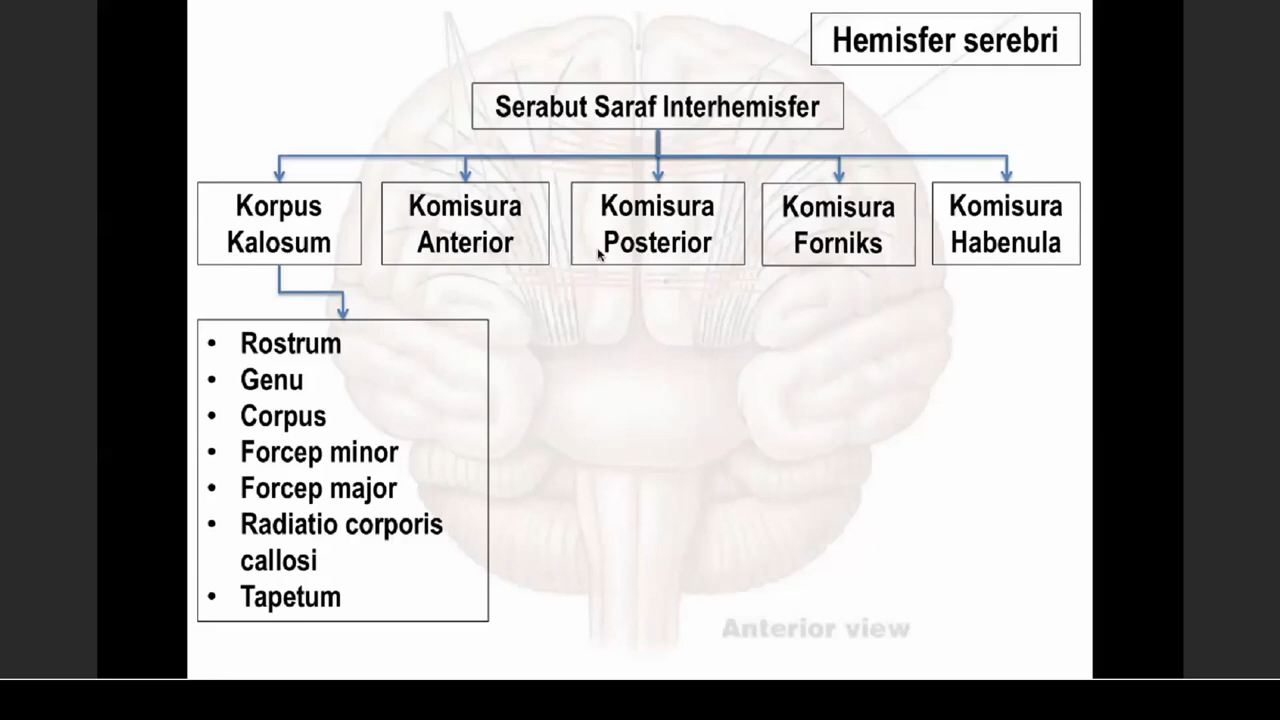 Hemisfer serebri
Serabut Saraf Interhemisfer
Korpus
Kalosum
Komisura
Anterior
Komisura
Posterior
Komisura
Forniks
Komisura
Habenula
• Rostrum
• Genu
• Corpus
• Forcep minor
• Forcep major
• Radiatio corporis
callosi
• Tapetum
Anterior view